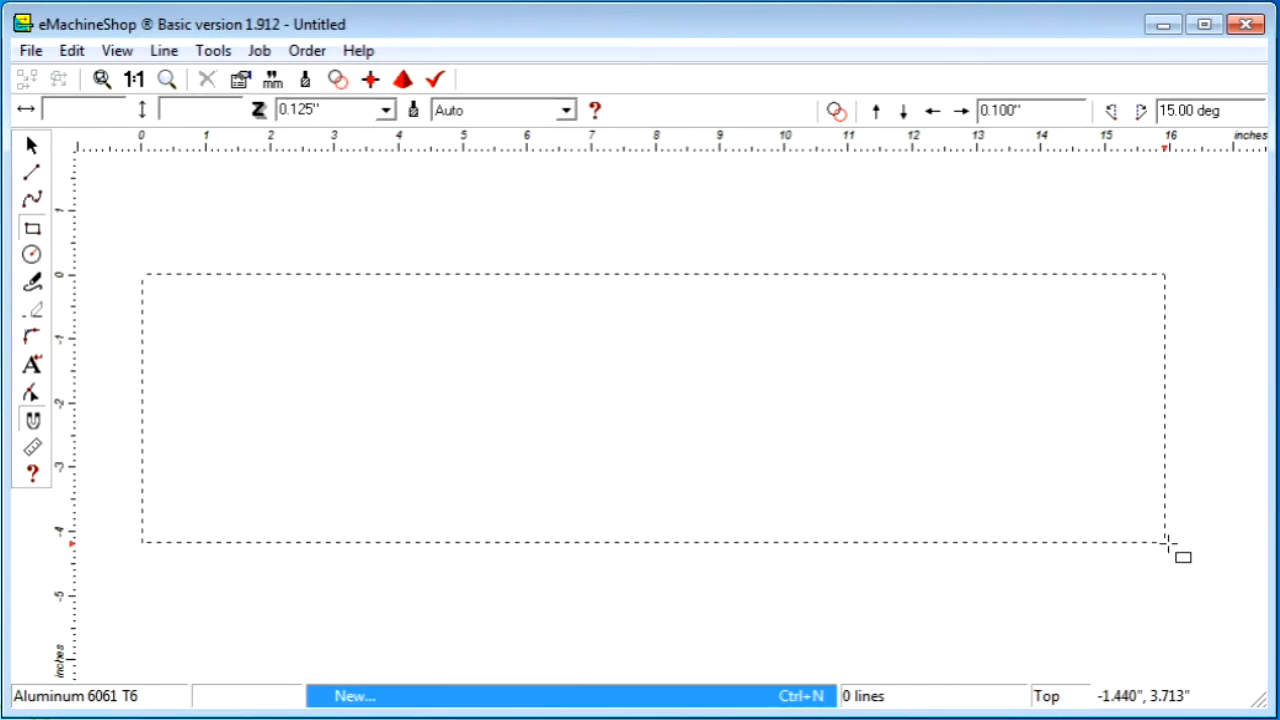 eMachineShop ® Basic version 1.912 - Untitled
File Edit View Line Tools Job Order Help
1:1 mm
Z 0.125" Auto ? 0.100" 15.00 deg
0 1 2 3 4 5 6 7 8 9 10 11 12 13 14 15 16 inches
1
0
-1
A
-2
-3
?
-4
-5
inches
Aluminum 6061 T6 New... Ctrl+N 0 lines Top -1.440", 3.713"